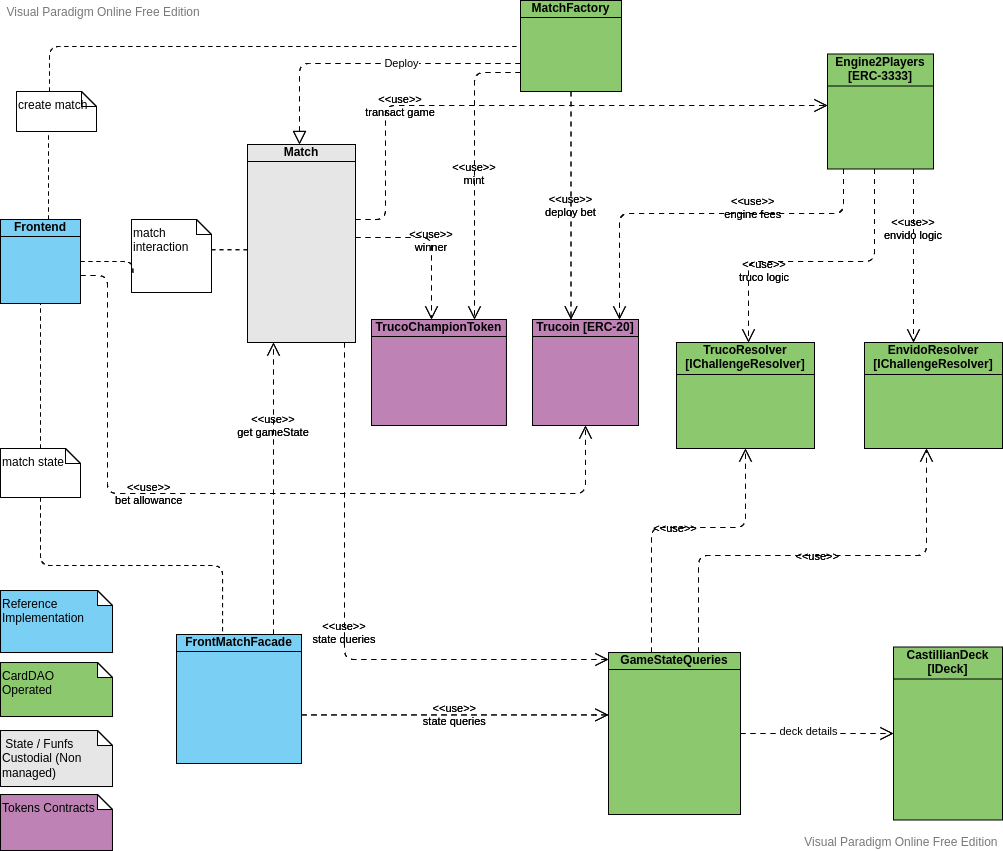 Visual Paradigm Online Free Edition
MatchFactory
Deploy
Engine2Players
[ERC-3333]
create match
<<use>>
transact game
Match
<<use>>
mint
<<use>>
deploy bet
<<use>>
engine fees
<<use>>
envido logic
Frontend
match
interaction
<<use>>
winner
<<use>>
truco logic
TrucoChampionToken
Trucoin [ERC-20]
TrucoResolver
[IChallengeResolver]
EnvidoResolver
[IChallengeResolver]
<<use>>
get gameState
match state
<<use>>
bet allowance
<<use>>
<<use>>
Reference
Implementation
FrontMatchFacade
<<use>>
state queries
GameStateQueries
CastillianDeck
[IDeck]
CardDAO
Operated
<<use>>
state queries
deck details
State / Funfs
Custodial (Non
managed)
Tokens Contracts
Visual Paradigm Online Free Edition